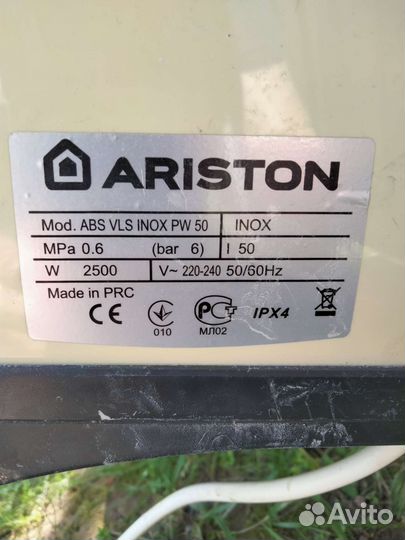 ARISTON
Mod. ABS VLS INOX PW 50 INOX
MPa 0.6 (bar 6) l 50
W 2500 V~ 220-240 50/60Hz
Made in PRC
CE 010 РСТ МЛ02 IPX4
Avito